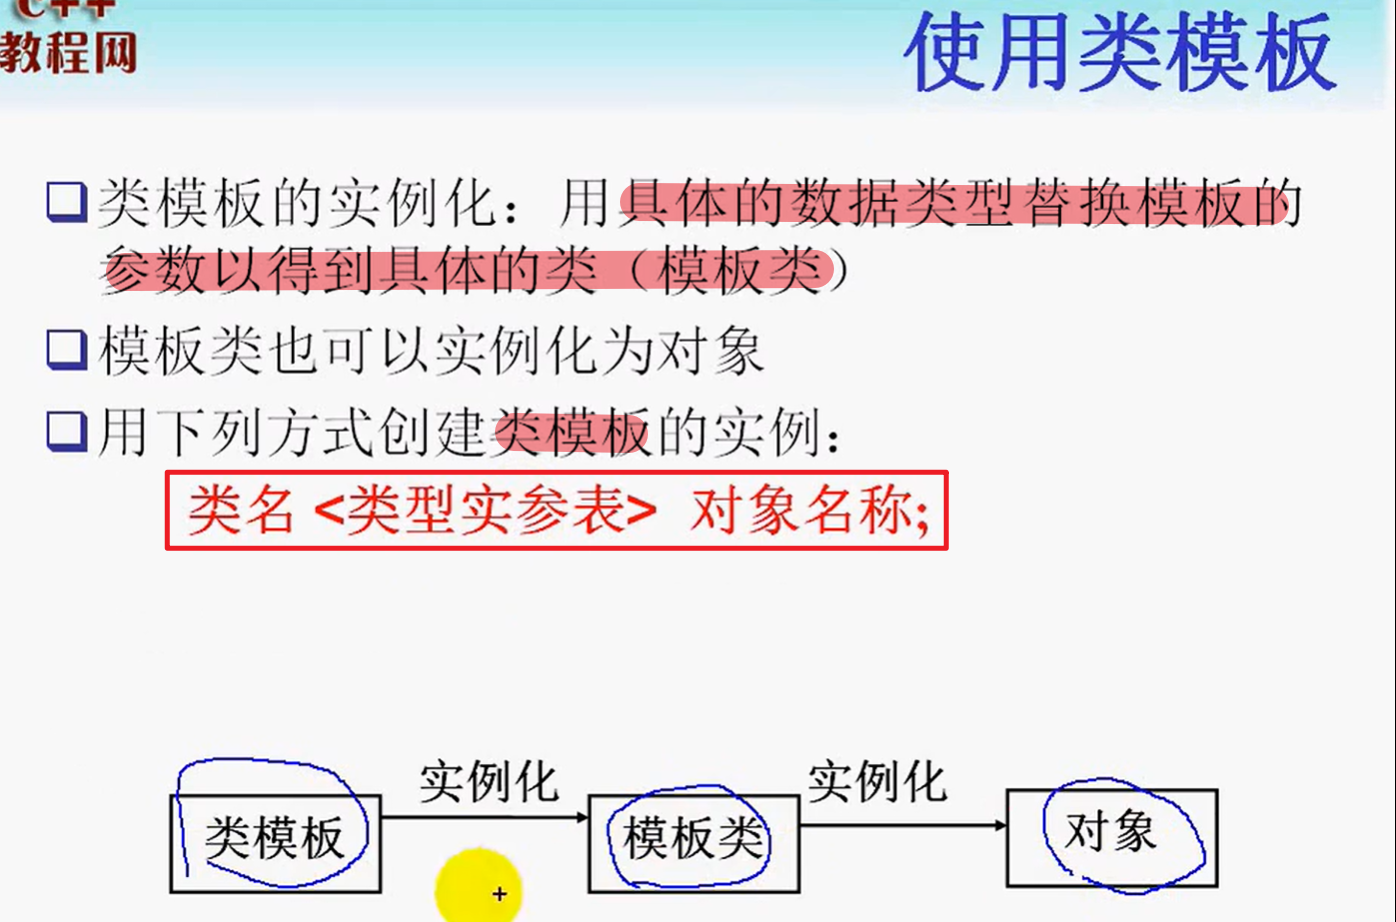 C++
教程网
使用类模板
类模板的实例化：用具体的数据类型替换模板的
参数以得到具体的类（模板类）
模板类也可以实例化为对象
用下列方式创建类模板的实例：
类名 <类型实参表> 对象名称;
实例化
实例化
类模板
模板类
对象